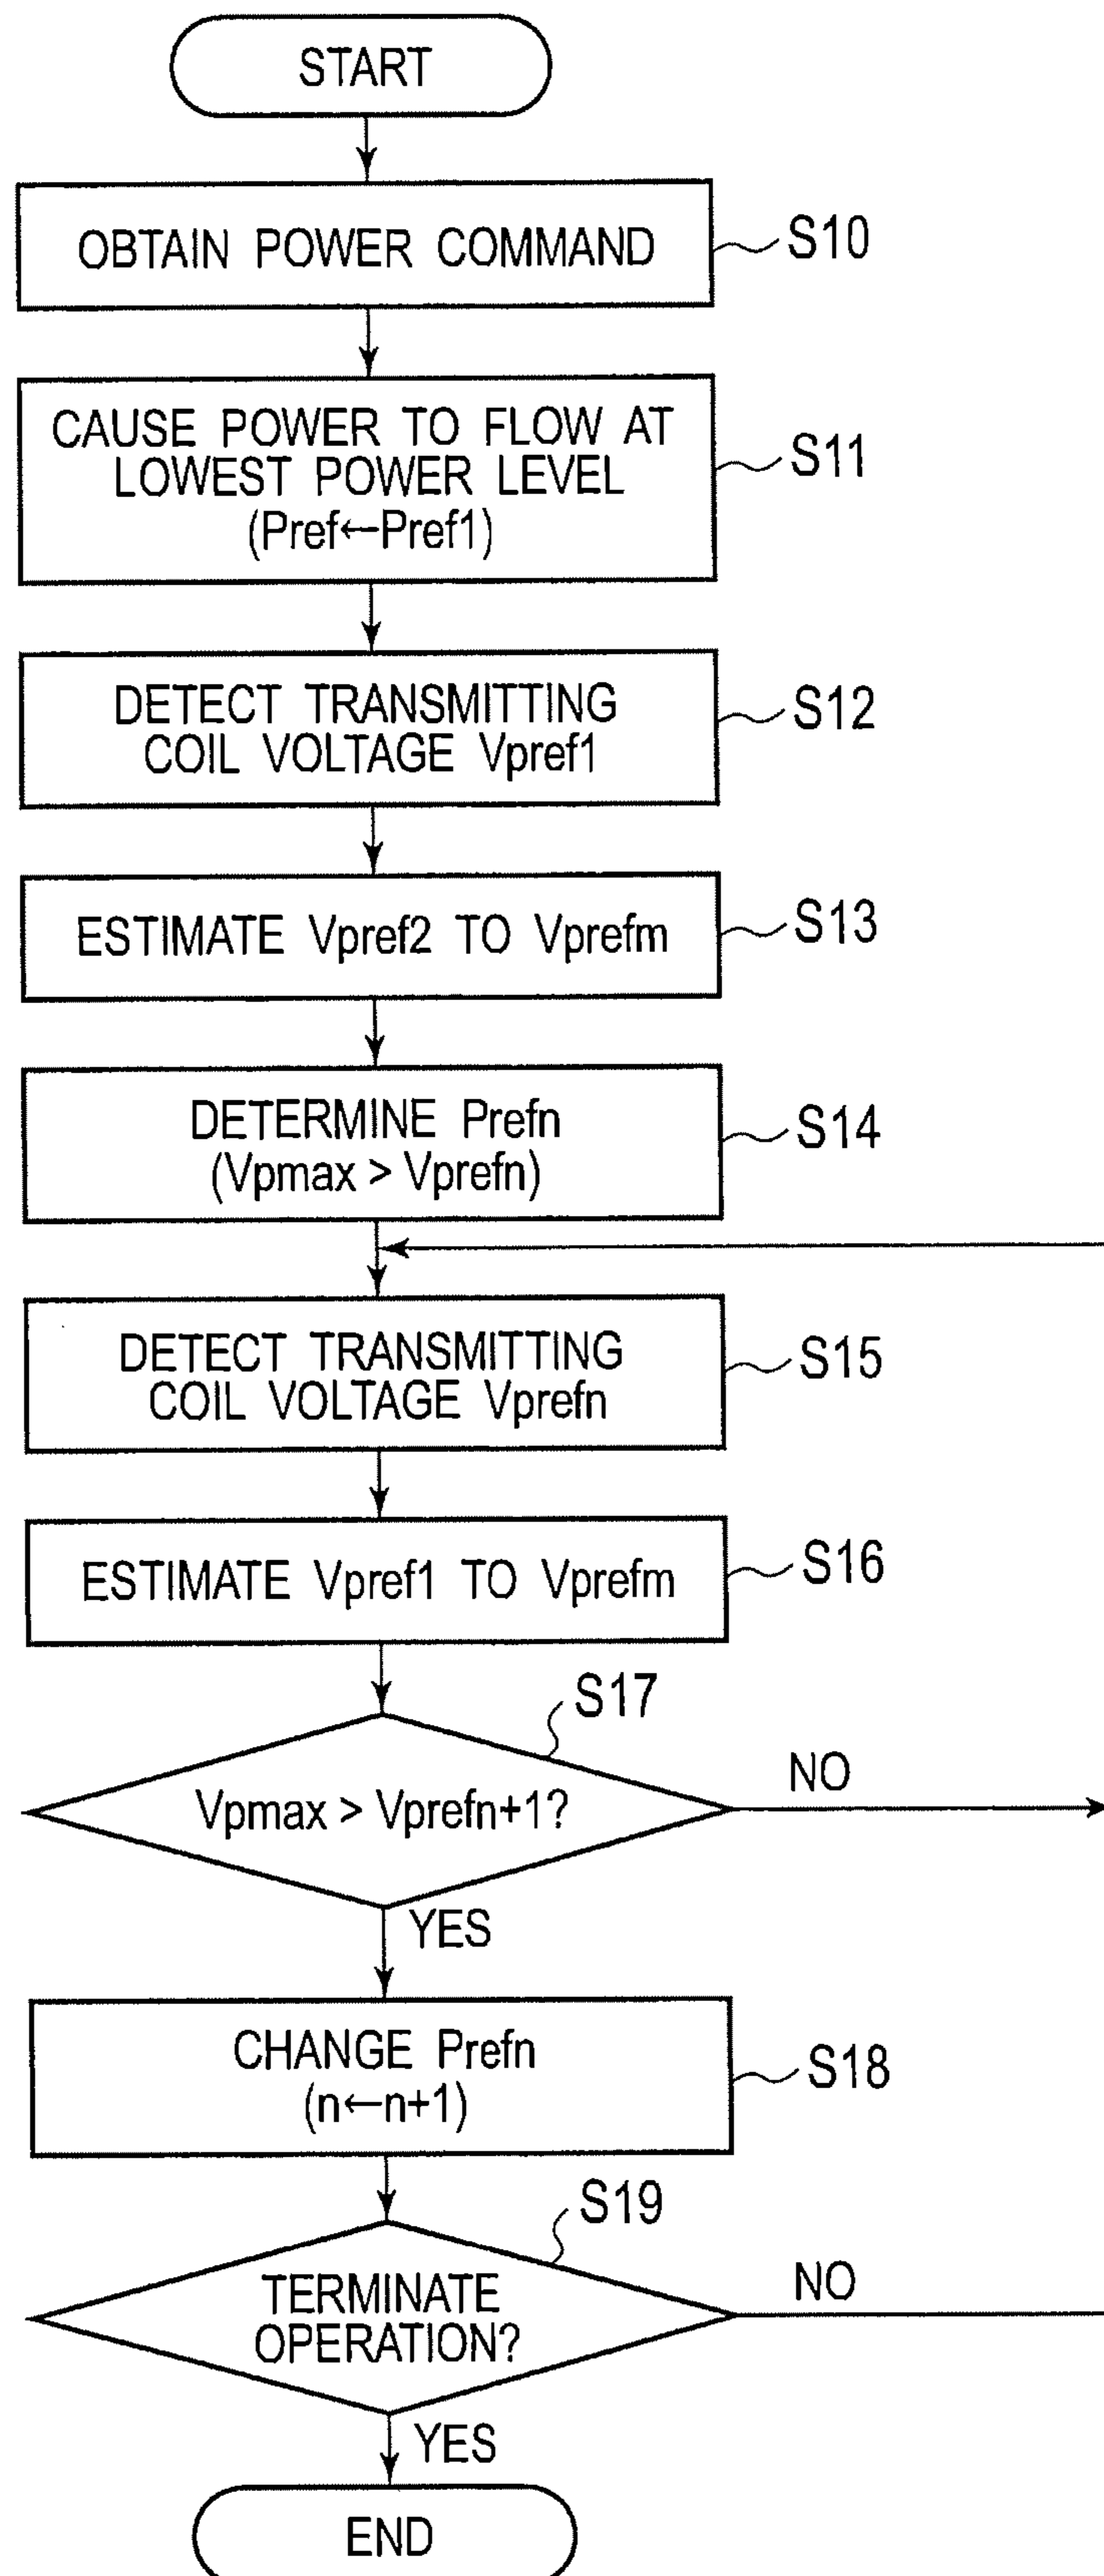 START
OBTAIN POWER COMMAND
S10
CAUSE POWER TO FLOW AT
LOWEST POWER LEVEL
(Pref←Pref1)
S11
DETECT TRANSMITTING
COIL VOLTAGE Vpref1
S12
ESTIMATE Vpref2 TO Vprefm
S13
DETERMINE Prefn
(Vpmax > Vprefn)
S14
DETECT TRANSMITTING
COIL VOLTAGE Vprefn
S15
ESTIMATE Vpref1 TO Vprefm
S16
S17
Vpmax > Vprefn+1?
NO
YES
CHANGE Prefn
(n←n+1)
S18
S19
TERMINATE
OPERATION?
NO
YES
END